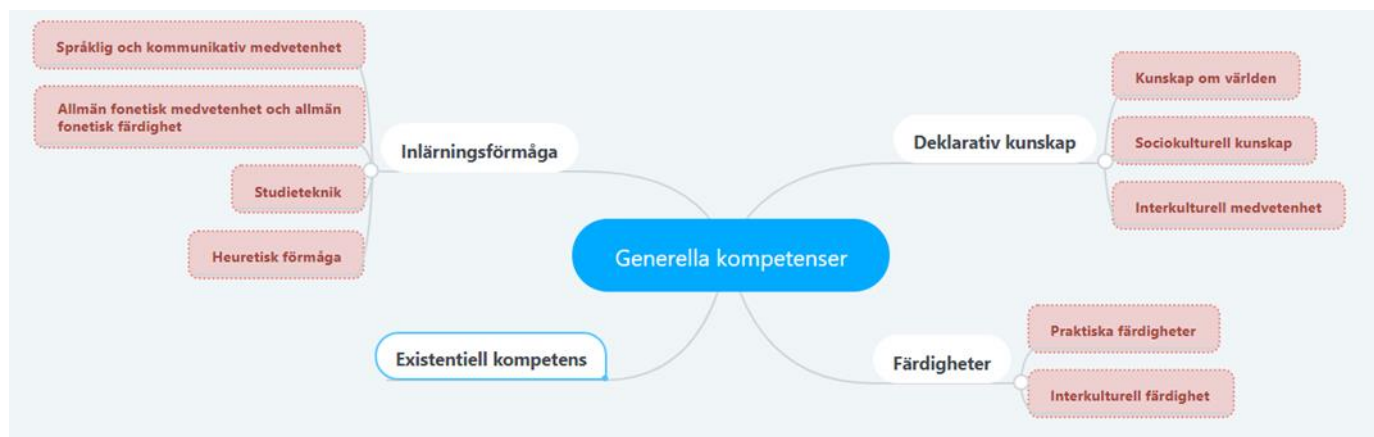 Språklig och kommunikativ medvetenhet
Allmän fonetisk medvetenhet och allmän
fonetisk färdighet
Studieteknik
Heuretisk förmåga
Inlärningsförmåga
Existentiell kompetens
Generella kompetenser
Deklarativ kunskap
Kunskap om världen
Sociokulturell kunskap
Interkulturell medvetenhet
Färdigheter
Praktiska färdigheter
Interkulturell färdighet